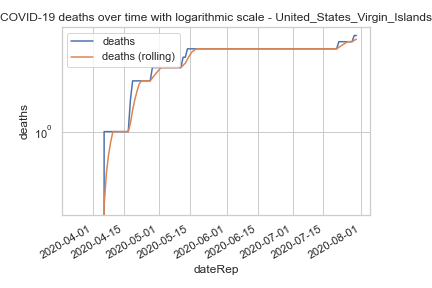 COVID-19 deaths over time with logarithmic scale - United_States_Virgin_Islands
deaths
deaths (rolling)
deaths
10^0
2020-04-01
2020-04-15
2020-05-01
2020-05-15
2020-06-01
2020-06-15
2020-07-01
2020-07-15
2020-08-01
dateRep